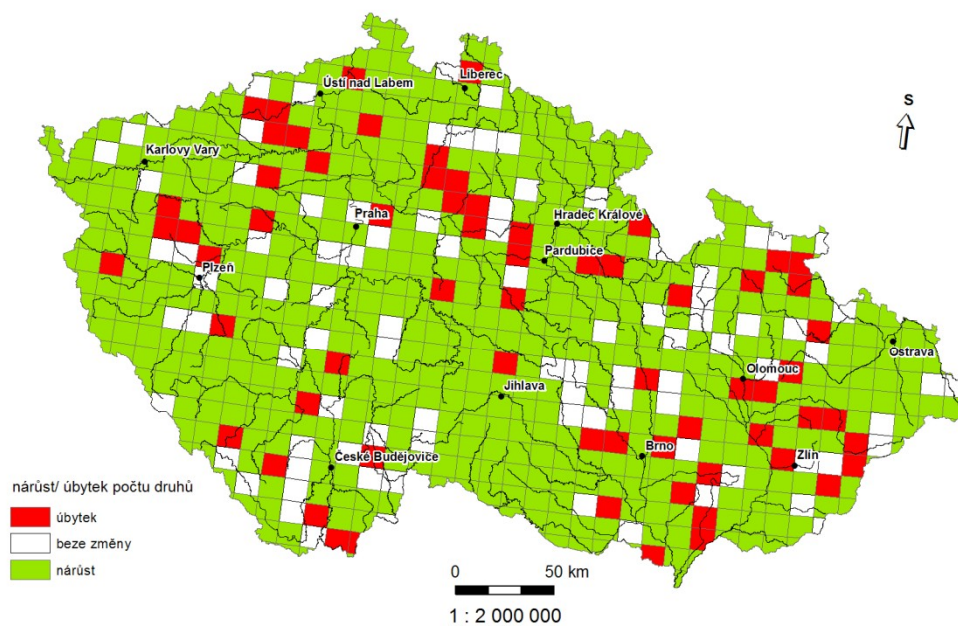 Liberec
Ústí nad Labem
S
Karlovy Vary
Praha
Hradec Králové
Pardubice
Plzeň
Ostrava
Olomouc
Jihlava
Brno
Zlín
České Budějovice
nárůst/ úbytek počtu druhů
úbytek
beze změny
nárůst
0 50 km
1 : 2 000 000